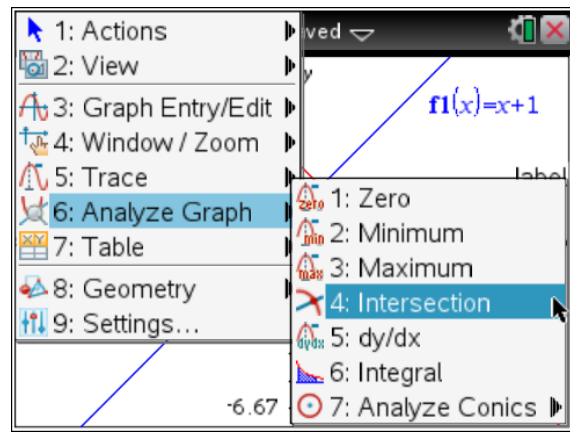 1: Actions
ved
2: View
y
3: Graph Entry/Edit
f1(x)=x+1
4: Window / Zoom
5: Trace
label
6: Analyze Graph
zero 1: Zero
7: Table
min 2: Minimum
max 3: Maximum
8: Geometry
4: Intersection
9: Settings...
dy/dx 5: dy/dx
6: Integral
-6.67
7: Analyze Conics